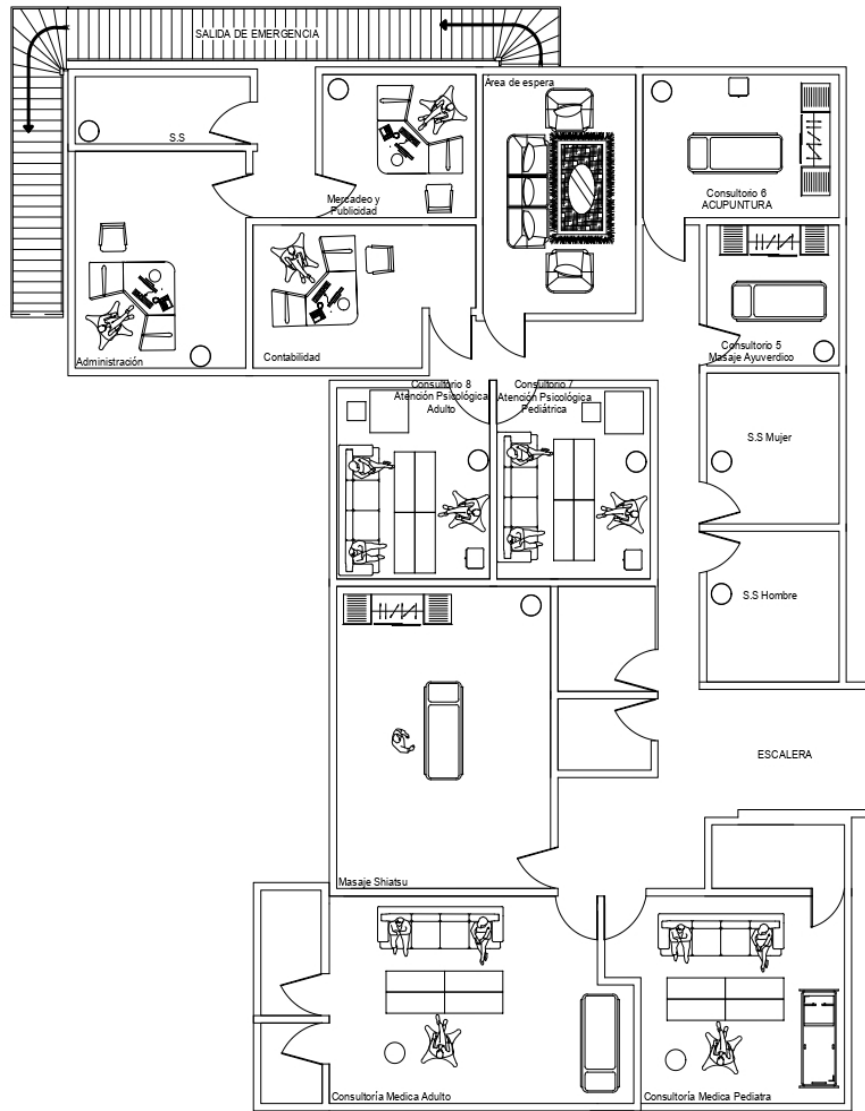 SALIDA DE EMERGENCIA
Área de espera
S.S
Mercadeo y
Publicidad
Consultorio 6
ACUPUNTURA
Administración
Contabilidad
Consultorio 5
Masaje Ayuverdico
Consultorio 8
Atención Psicológica
Adulto
Consultorio 7
Atención Psicológica
Pediátrica
S.S Mujer
S.S Hombre
ESCALERA
Masaje Shiatsu
Consultoría Medica Adulto
Consultoría Medica Pediatra